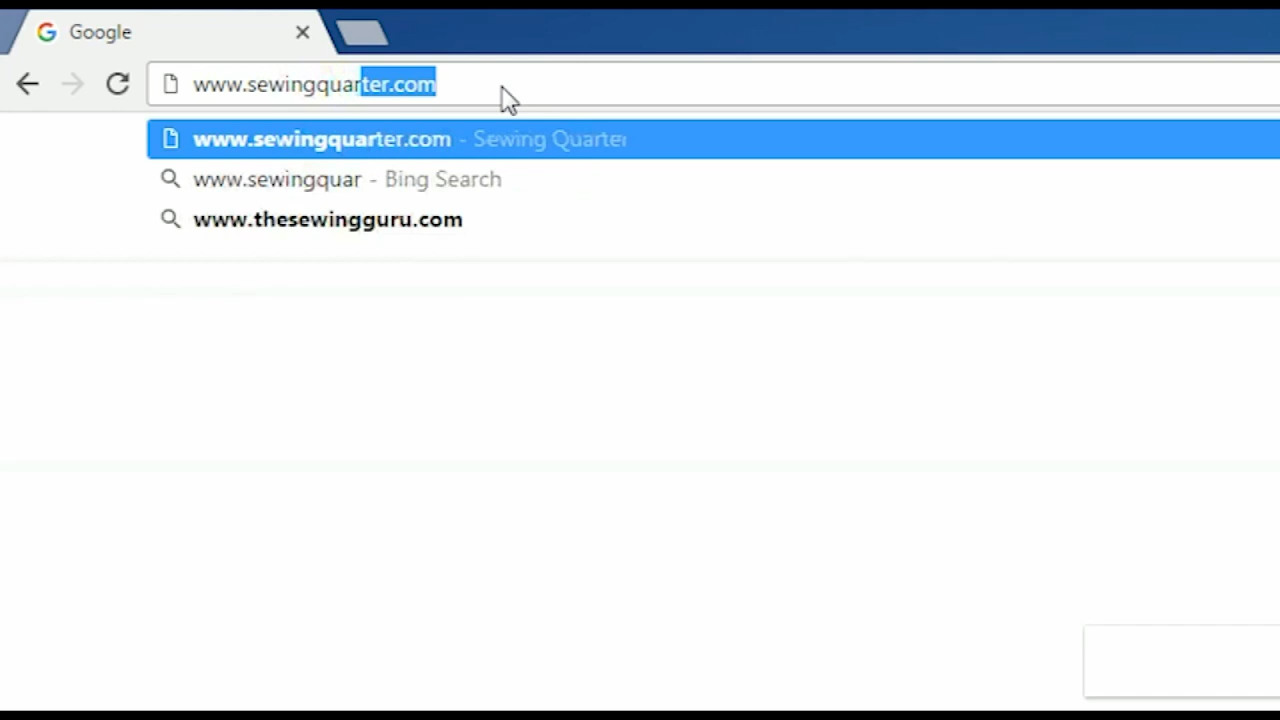 Google
www.sewingquarter.com
www.sewingquarter.com - Sewing Quarter
www.sewingquar - Bing Search
www.thesewingguru.com